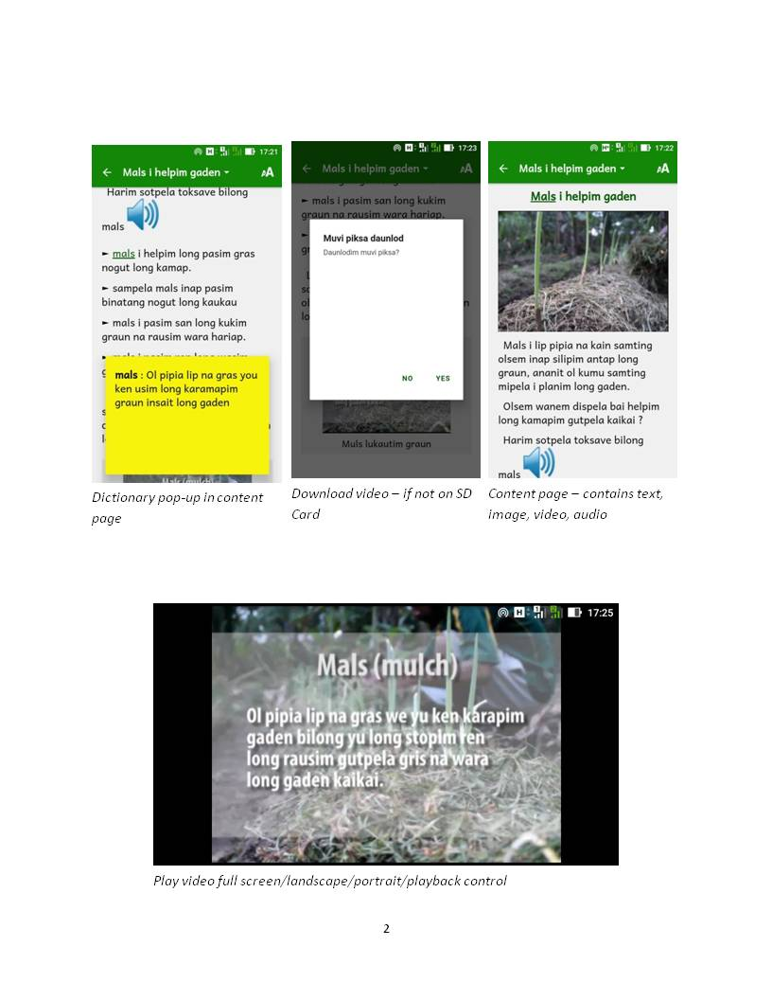 17:21
Mals i helpim gaden
AA
Harim sotpela toksave bilong
mals
► mals i helpim long pasim gras
nogut long kamap.
► sampela mals inap pasim
binatang nogut long kaukau
► mals i pasim san long kukim
graun na rausim wara hariap.
mals : Ol pipia lip na gras you
ken usim long karamapim
graun insait long gaden
Dictionary pop-up in content
page
17:23
Mals i helpim gaden
AA
► mals i pasim san long kukim
graun na rausim wara hariap.
Muvi piksa daunlod
Daunlodim muvi piksa?
NO YES
Muls lukautim graun
Download video – if not on SD
Card
17:22
Mals i helpim gaden
AA
Mals i helpim gaden
Mals i lip pipia na kain samting
olsem inap silipim antap long
graun, ananit ol kumu samting
mipela i planim long gaden.
Olsem wanem dispela bai helpim
long kamapim gutpela kaikai ?
Harim sotpela toksave bilong
mals
Content page – contains text,
image, video, audio
17:25
Mals (mulch)
Ol pipia lip na gras we yu ken karapim
gaden bilong yu long stopim ren
long rausim gutpela gris na wara
long gaden kaikai.
Play video full screen/landscape/portrait/playback control
2